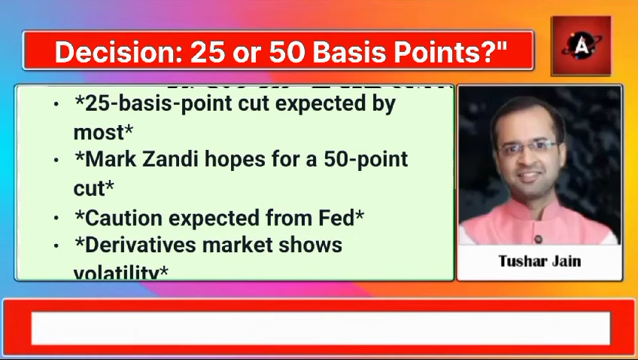 Decision: 25 or 50 Basis Points?"
A
• *25-basis-point cut expected by
most*
• *Mark Zandi hopes for a 50-point
cut*
• *Caution expected from Fed*
• *Derivatives market shows
volatility*
Tushar Jain